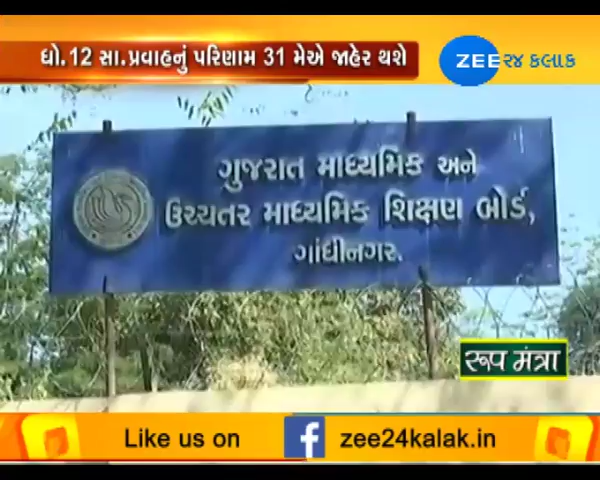 ધો.12 સા.પ્રવાહનું પરિણામ 31 મેએ જાહેર થશે
ZEE ૨૪ કલાક
ગુજરાત માધ્યમિક અને
ઉચ્ચતર માધ્યમિક શિક્ષણ બોર્ડ,
ગાંધીનગર.
રૂપ મંત્રા
Like us on f zee24kalak.in